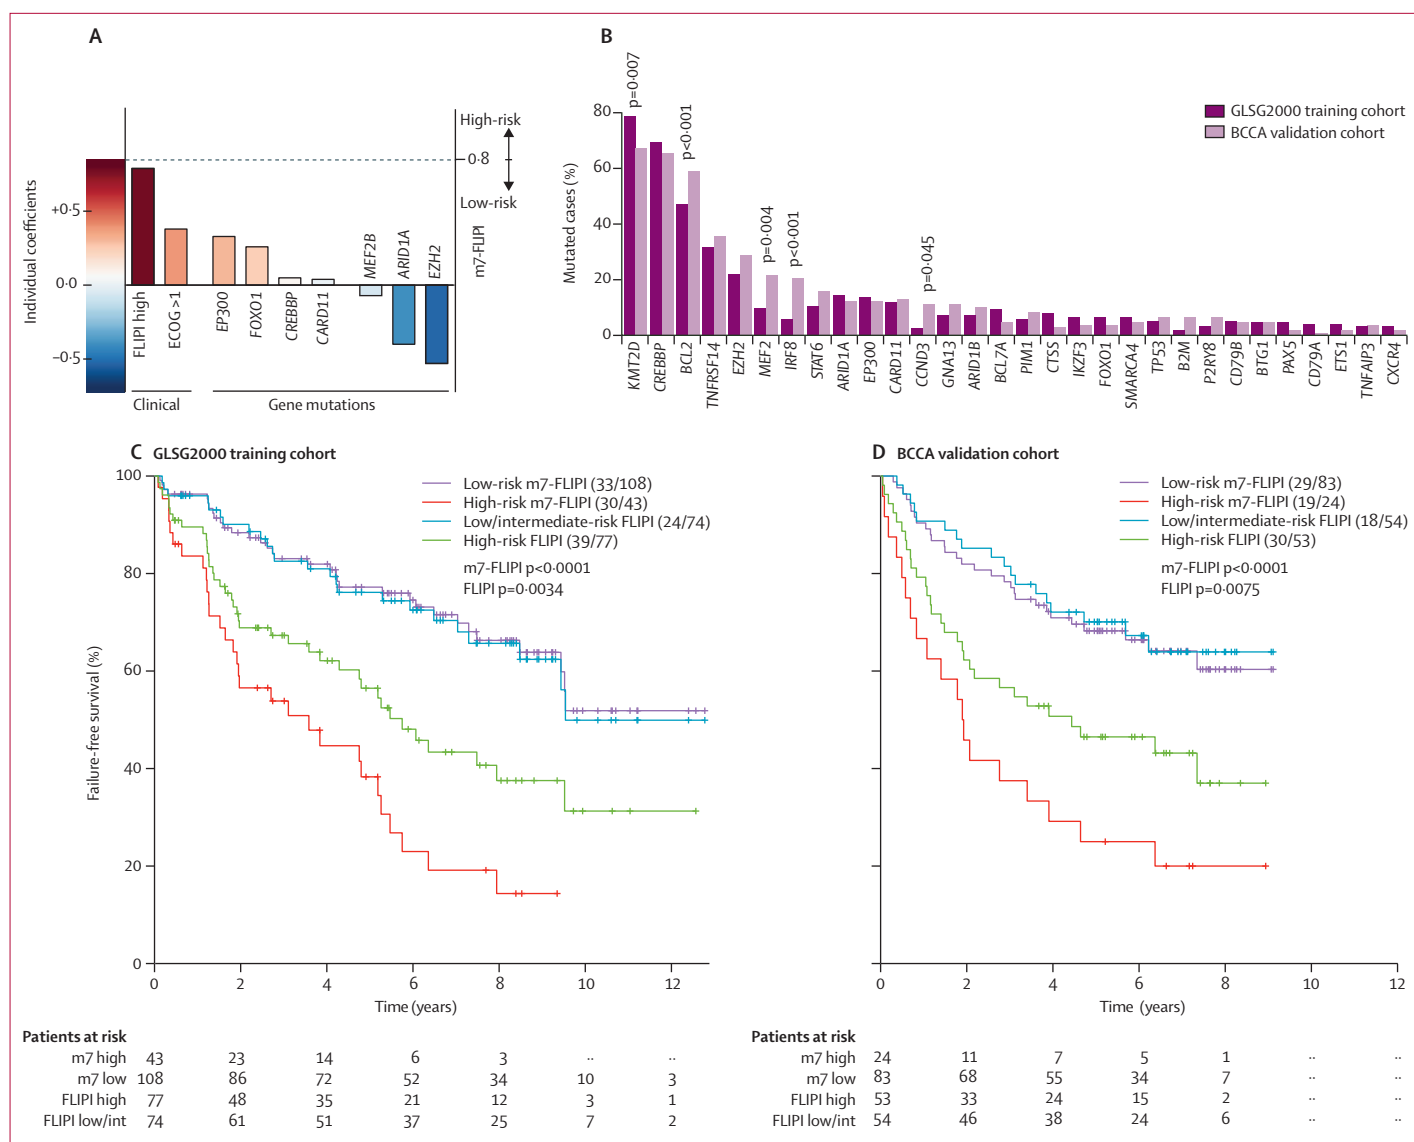 A
High-risk
0·8
Low-risk
m7-FLIPI
Individual coefficients
+0·5
0·0
–0·5
FLIPI high
ECOG >1
EP300
FOXO1
CREBBP
CARD11
MEF2B
ARID1A
EZH2
Clinical
Gene mutations
B
GLSG2000 training cohort
BCCA validation cohort
Mutated cases (%)
80
60
40
20
0
p=0·007
p<0·001
p=0·004
p<0·001
p=0·045
KMT2D
CREBBP
BCL2
TNFRSF14
EZH2
MEF2
IRF8
STAT6
ARID1A
EP300
CARD11
CCND3
GNA13
ARID1B
BCL7A
PIM1
CTSS
IKZF3
FOXO1
SMARCA4
TP53
B2M
P2RY8
CD79B
BTG1
PAX5
CD79A
ETS1
TNFAIP3
CXCR4
C GLSG2000 training cohort
Low-risk m7-FLIPI (33/108)
High-risk m7-FLIPI (30/43)
Low/intermediate-risk FLIPI (24/74)
High-risk FLIPI (39/77)
m7-FLIPI p<0·0001
FLIPI p=0·0034
Failure-free survival (%)
100
80
60
40
20
0
0 2 4 6 8 10 12
Time (years)
D BCCA validation cohort
Low-risk m7-FLIPI (29/83)
High-risk m7-FLIPI (19/24)
Low/intermediate-risk FLIPI (18/54)
High-risk FLIPI (30/53)
m7-FLIPI p<0·0001
FLIPI p=0·0075
0 2 4 6 8 10 12
Time (years)
Patients at risk
m7 high 43 23 14 6 3 ·· ··
m7 low 108 86 72 52 34 10 3
FLIPI high 77 48 35 21 12 3 1
FLIPI low/int 74 61 51 37 25 7 2
Patients at risk
m7 high 24 11 7 5 1 ·· ··
m7 low 83 68 55 34 7 ·· ··
FLIPI high 53 33 24 15 2 ·· ··
FLIPI low/int 54 46 38 24 6 ·· ··